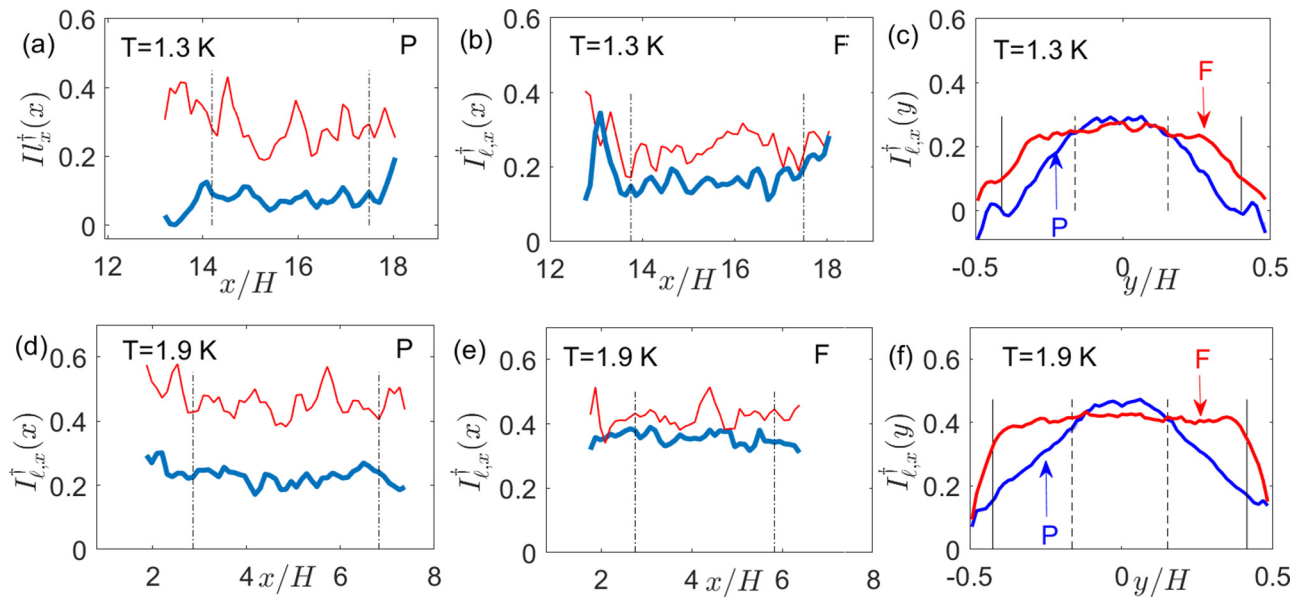 (a) T=1.3 K P
Il†x(x)
0.6
0.4
0.2
0
12 14 16 18
x/H
(b) T=1.3 K F
I†ℓ,x(x)
0.6
0.4
0.2
0
12 14 16 18
x/H
(c) T=1.3 K
F
P
I†ℓ,x(y)
0.6
0.4
0.2
0
-0.5 0 0.5
y/H
(d) T=1.9 K P
I†ℓ,x(x)
0.6
0.4
0.2
0
2 4 6 8
x/H
(e) T=1.9 K F
I†ℓ,x(x)
0.6
0.4
0.2
0
2 4 6 8
x/H
(f) T=1.9 K
F
P
I†ℓ,x(y)
0.6
0.4
0.2
0
-0.5 0 0.5
y/H